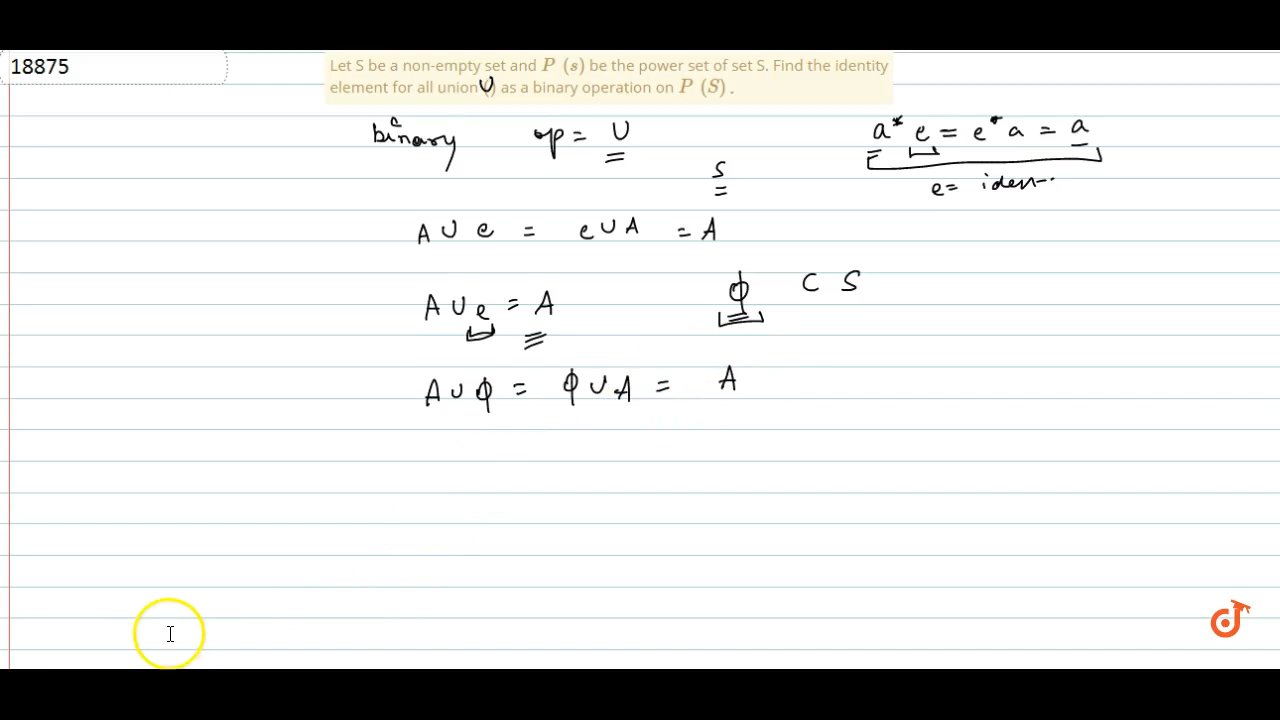 18875
Let S be a non-empty set and P (s) be the power set of set S. Find the identity
element for all union (∪) as a binary operation on P (S) .
binary op = ∪
a* e = e* a = a
e = iden
S
A ∪ e = e ∪ A = A
A ∪ e = A
ϕ ⊂ S
A ∪ ϕ = ϕ ∪ A = A